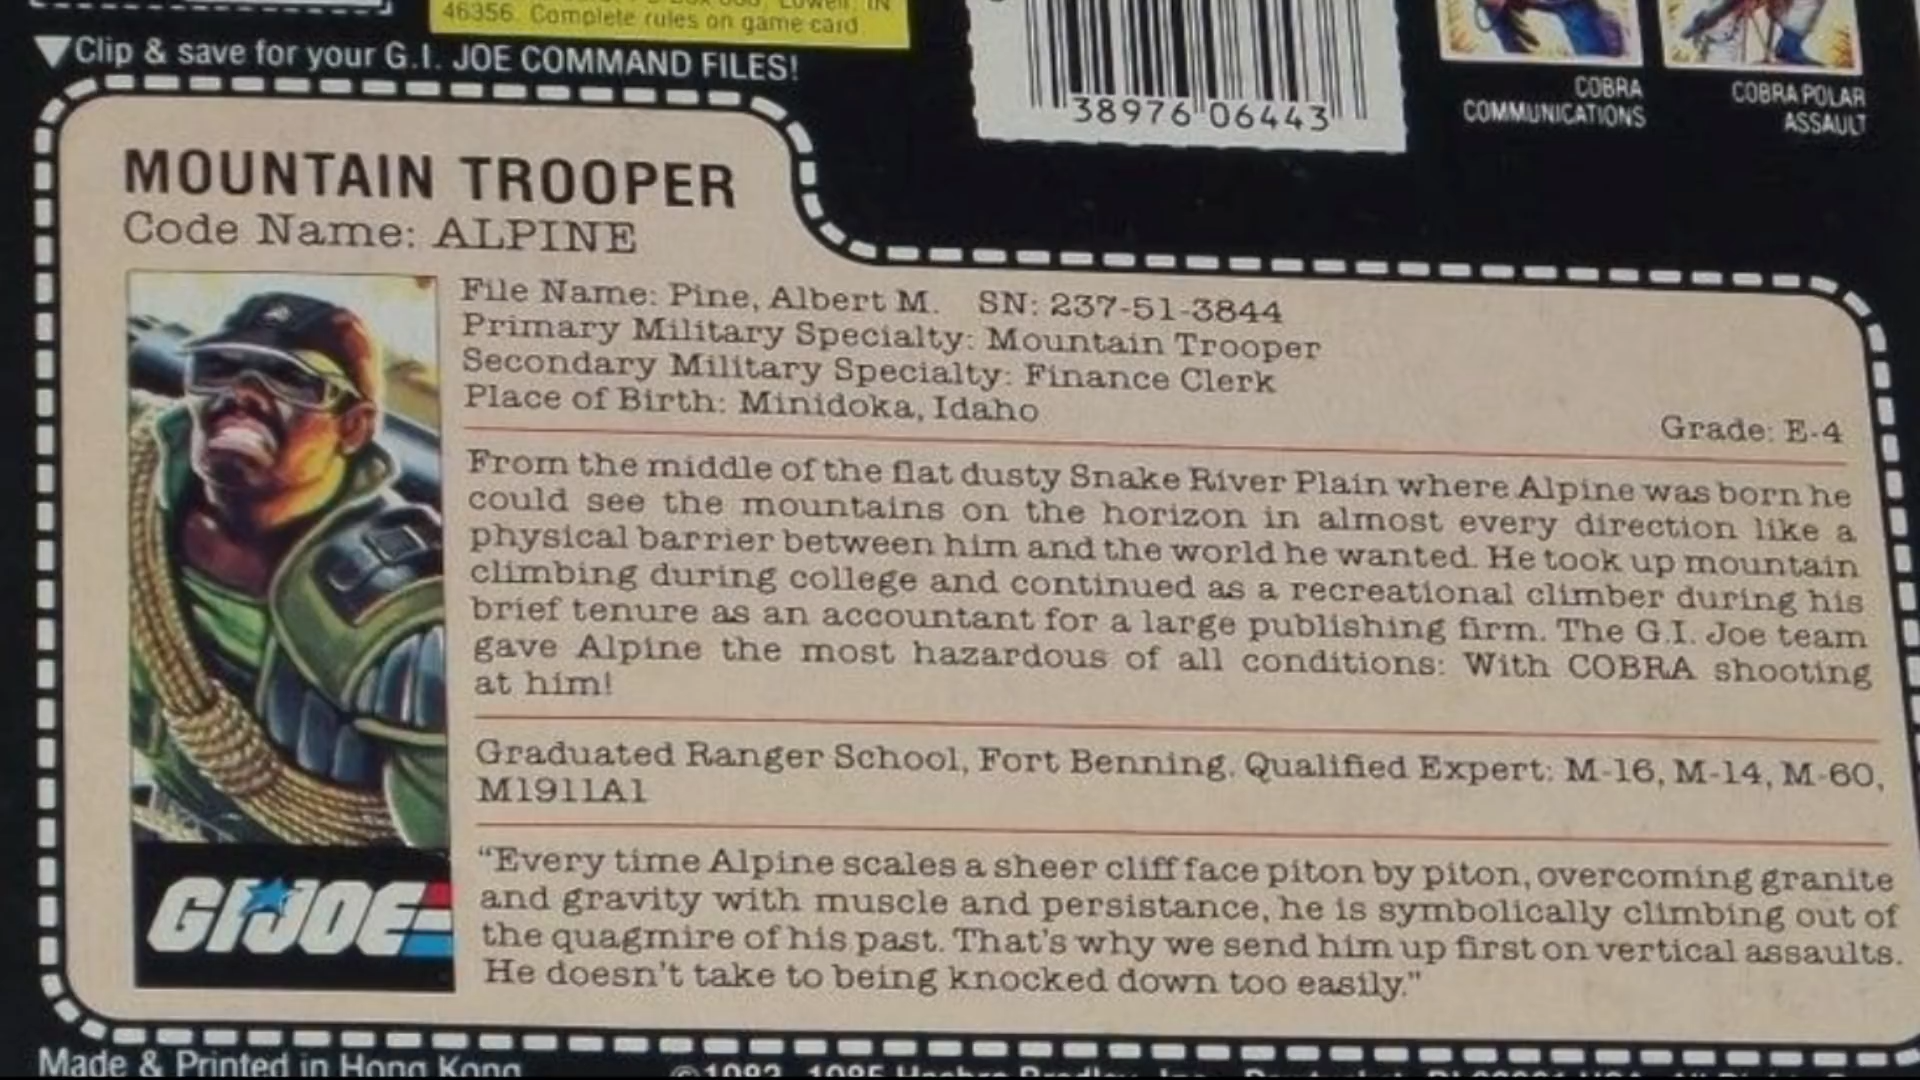 46356. Complete rules on game card
▼Clip & save for your G.I. JOE COMMAND FILES!
38976 06443
COBRA
COMMUNICATIONS
COBRA POLAR
ASSAULT
MOUNTAIN TROOPER
Code Name: ALPINE
File Name: Pine, Albert M. SN: 237-51-3844
Primary Military Specialty: Mountain Trooper
Secondary Military Specialty: Finance Clerk
Place of Birth: Minidoka, Idaho
Grade: E-4
From the middle of the flat dusty Snake River Plain where Alpine was born he
could see the mountains on the horizon in almost every direction like a
physical barrier between him and the world he wanted. He took up mountain
climbing during college and continued as a recreational climber during his
brief tenure as an accountant for a large publishing firm. The G.I. Joe team
gave Alpine the most hazardous of all conditions: With COBRA shooting
at him!
Graduated Ranger School, Fort Benning. Qualified Expert: M-16, M-14, M-60,
M1911A1
"Every time Alpine scales a sheer cliff face piton by piton, overcoming granite
and gravity with muscle and persistance, he is symbolically climbing out of
the quagmire of his past. That's why we send him up first on vertical assaults.
He doesn't take to being knocked down too easily."
GI JOE
Made & Printed in Hong Kong